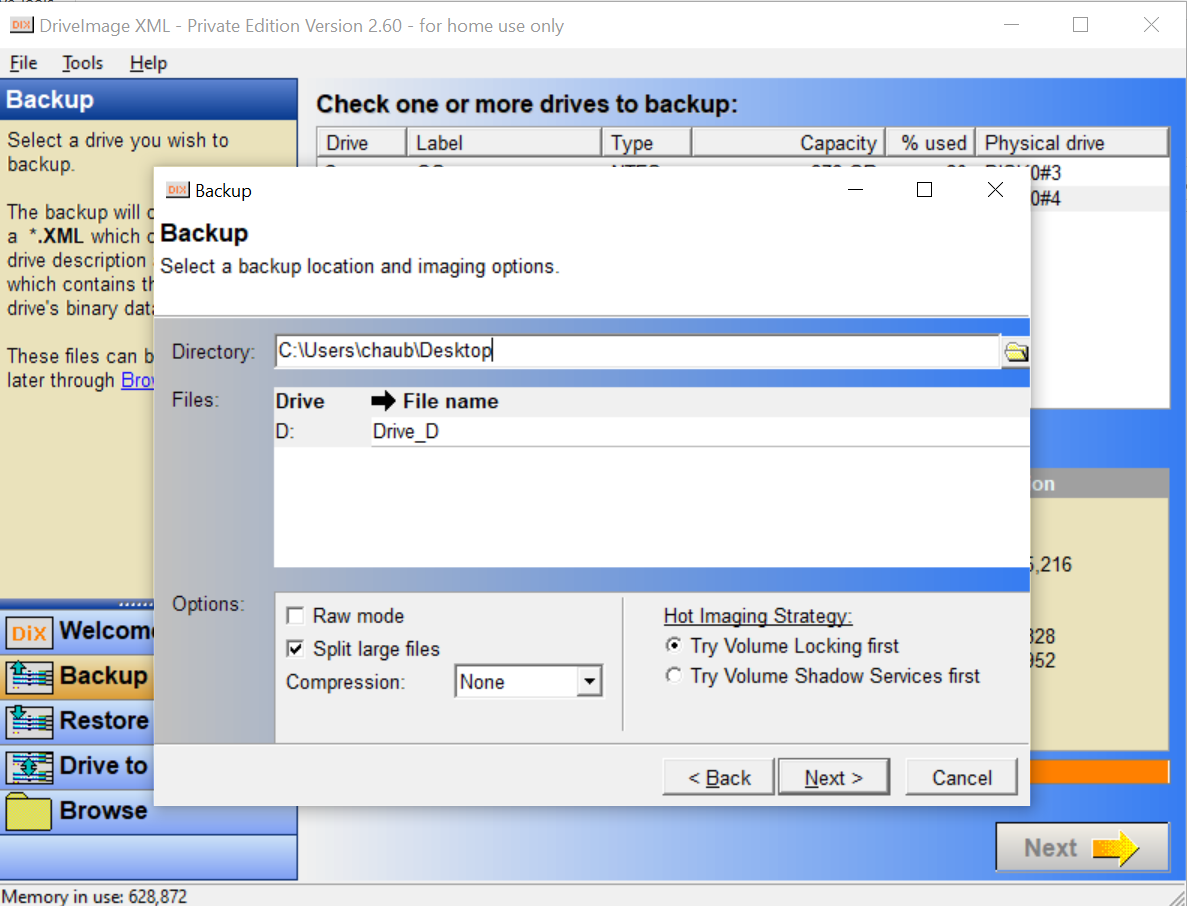 DriveImage XML - Private Edition Version 2.60 - for home use only
File Tools Help
Backup
Select a drive you wish to
backup.
The backup will
a *.XML which
drive description
which contains
drive's binary
These files can
later through
DiX Welcome
Backup
Restore
Drive to
Browse
Memory in use: 628,872
Check one or more drives to backup:
Drive Label Type Capacity % used Physical drive
0#3
0#4
,216
328
952
Next
DiX Backup
Backup
Select a backup location and imaging options.
Directory: C:\Users\chaub\Desktop
Files: Drive File name
D: Drive_D
Options:
Raw mode
Split large files
Compression: None
Hot Imaging Strategy:
Try Volume Locking first
Try Volume Shadow Services first
< Back Next > Cancel